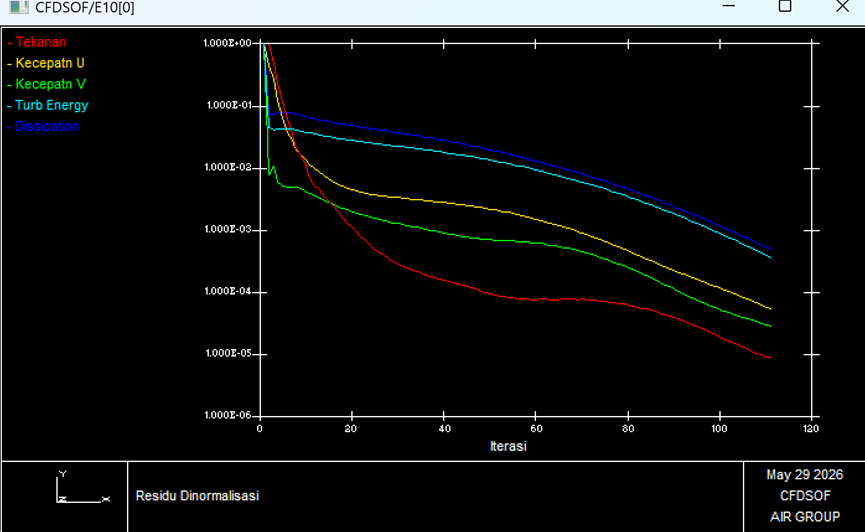 CFDSOF/E10[0]
- Tekanan
- Kecepatn U
- Kecepatn V
- Turb Energy
- Dissipation
1.000E+00
1.000E-01
1.000E-02
1.000E-03
1.000E-04
1.000E-05
1.000E-06
0 20 40 60 80 100 120
Iterasi
Y
Z X
Residu Dinormalisasi
May 29 2026
CFDSOF
AIR GROUP